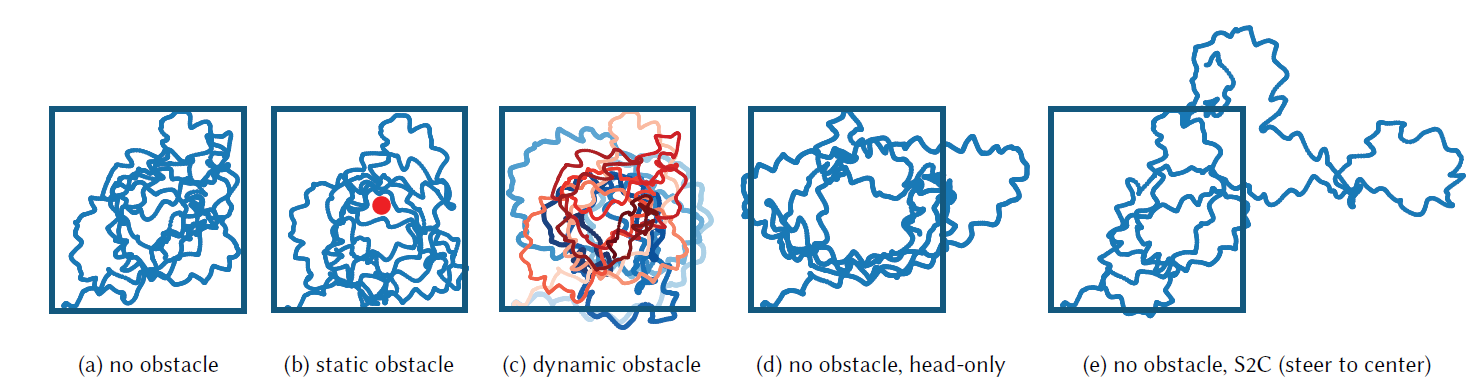 (a) no obstacle
(b) static obstacle
(c) dynamic obstacle
(d) no obstacle, head-only
(e) no obstacle, S2C (steer to center)